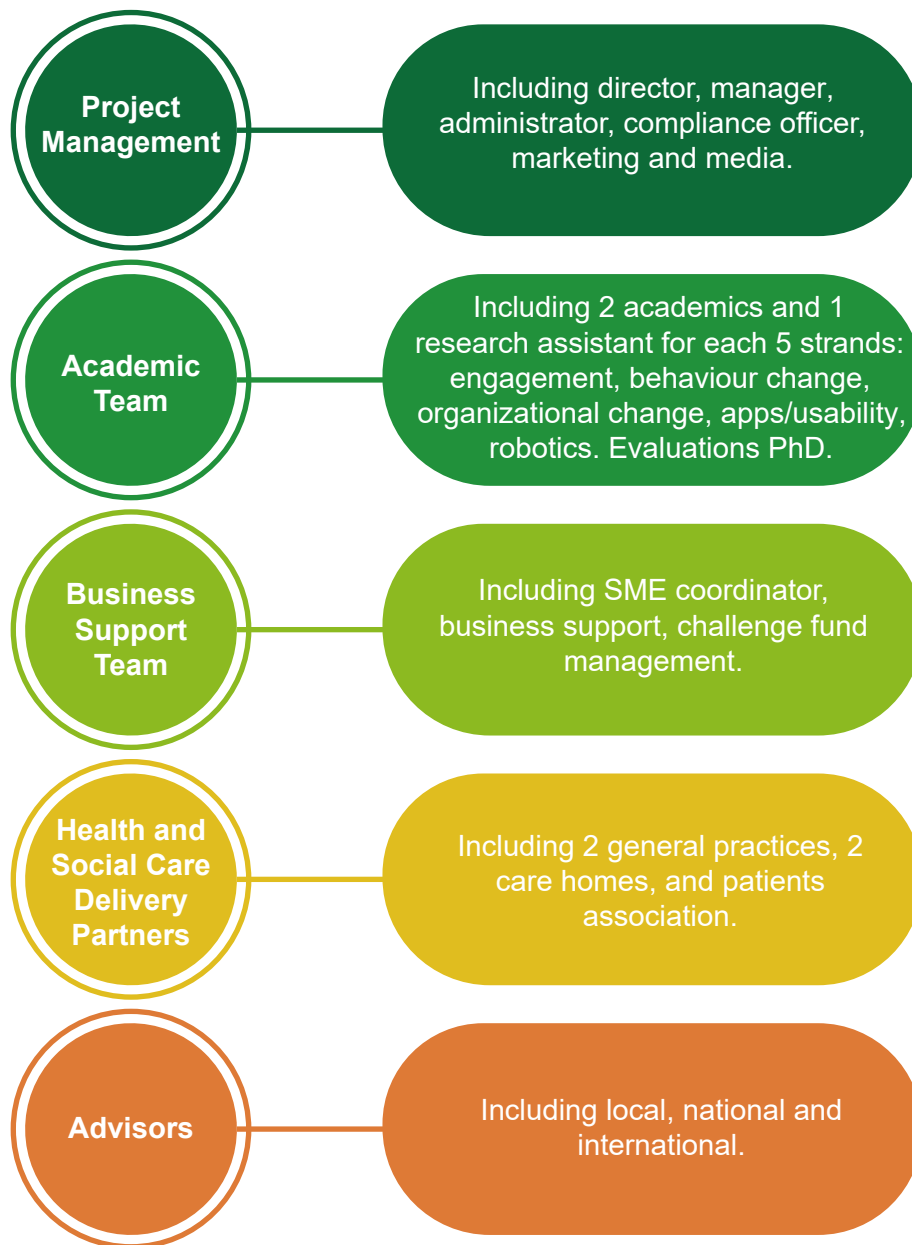 Project
Management
Including director, manager,
administrator, compliance officer,
marketing and media.
Academic
Team
Including 2 academics and 1
research assistant for each 5 strands:
engagement, behaviour change,
organizational change, apps/usability,
robotics. Evaluations PhD.
Business
Support
Team
Including SME coordinator,
business support, challenge fund
management.
Health and
Social Care
Delivery
Partners
Including 2 general practices, 2
care homes, and patients
association.
Advisors
Including local, national and
international.